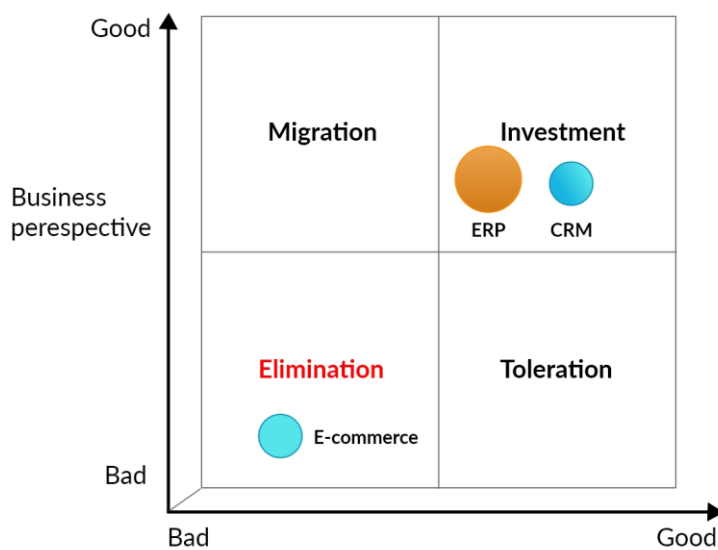 Good
Migration
Investment
Business
perespective
ERP
CRM
Elimination
Toleration
E-commerce
Bad
Bad
Good